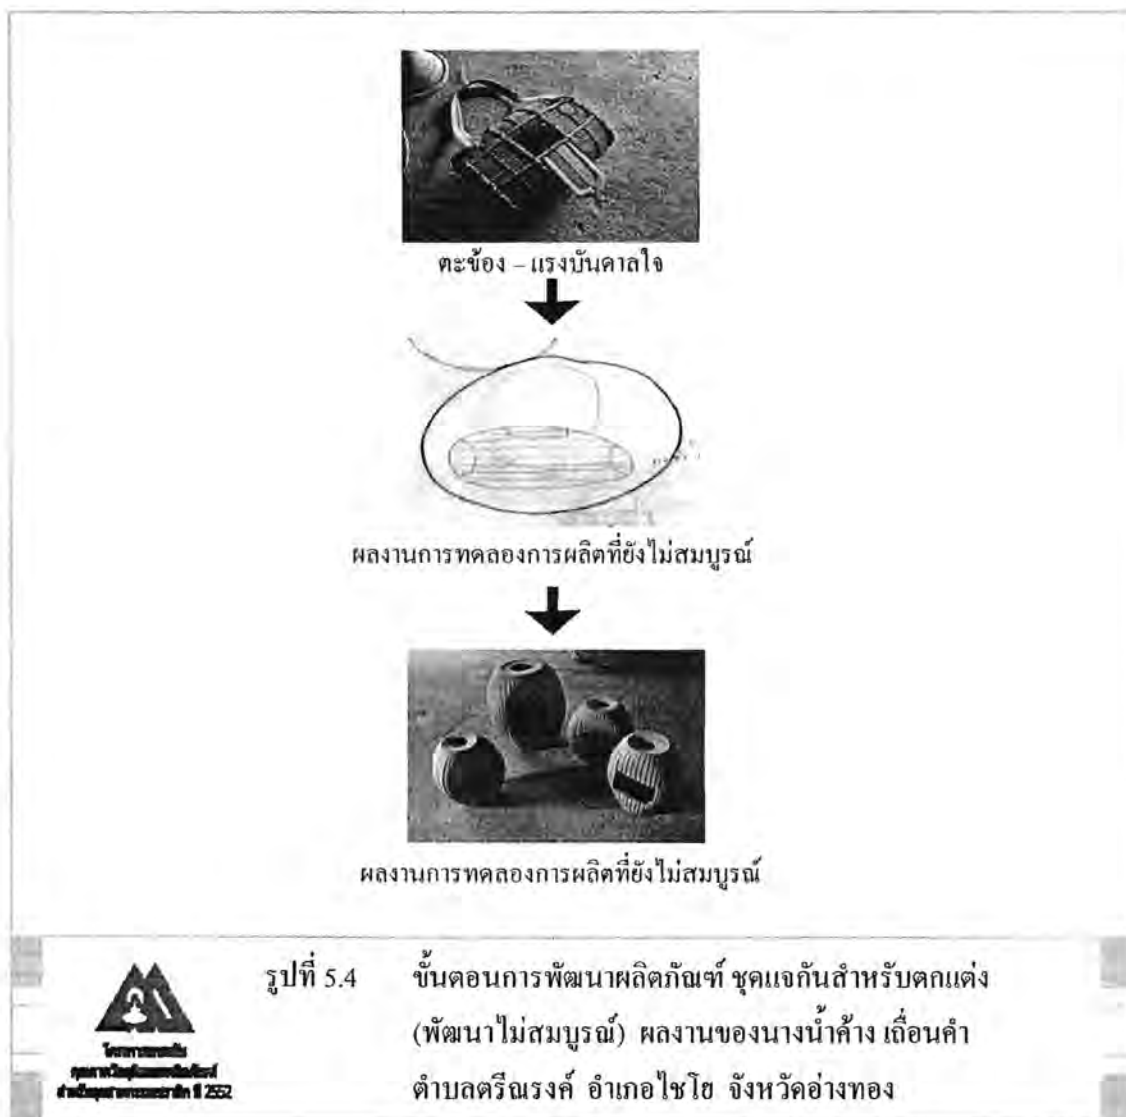 ตะข้อง – แรงบันดาลใจ
ผลงานการทดลองการผลิตที่ยังไม่สมบูรณ์
ผลงานการทดลองการผลิตที่ยังไม่สมบูรณ์
รูปที่ 5.4 ขั้นตอนการพัฒนาผลิตภัณฑ์ ชุดแจกันสำหรับตกแต่ง
(พัฒนาไม่สมบูรณ์) ผลงานของนางน้ำค้าง เถื่อนคำ
ตำบลตรีณรงค์ อำเภอไชโย จังหวัดอ่างทอง
ปี 2552